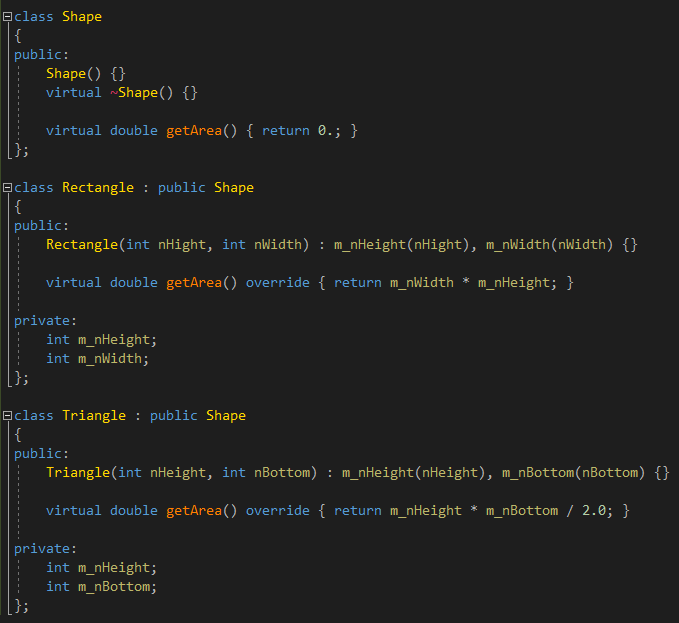 class Shape
{
public:
    Shape() {}
    virtual ~Shape() {}
    virtual double getArea() { return 0.; }
};
class Rectangle : public Shape
{
public:
    Rectangle(int nHight, int nWidth) : m_nHeight(nHight), m_nWidth(nWidth) {}
    virtual double getArea() override { return m_nWidth * m_nHeight; }
private:
    int m_nHeight;
    int m_nWidth;
};
class Triangle : public Shape
{
public:
    Triangle(int nHeight, int nBottom) : m_nHeight(nHeight), m_nBottom(nBottom) {}
    virtual double getArea() override { return m_nHeight * m_nBottom / 2.0; }
private:
    int m_nHeight;
    int m_nBottom;
};